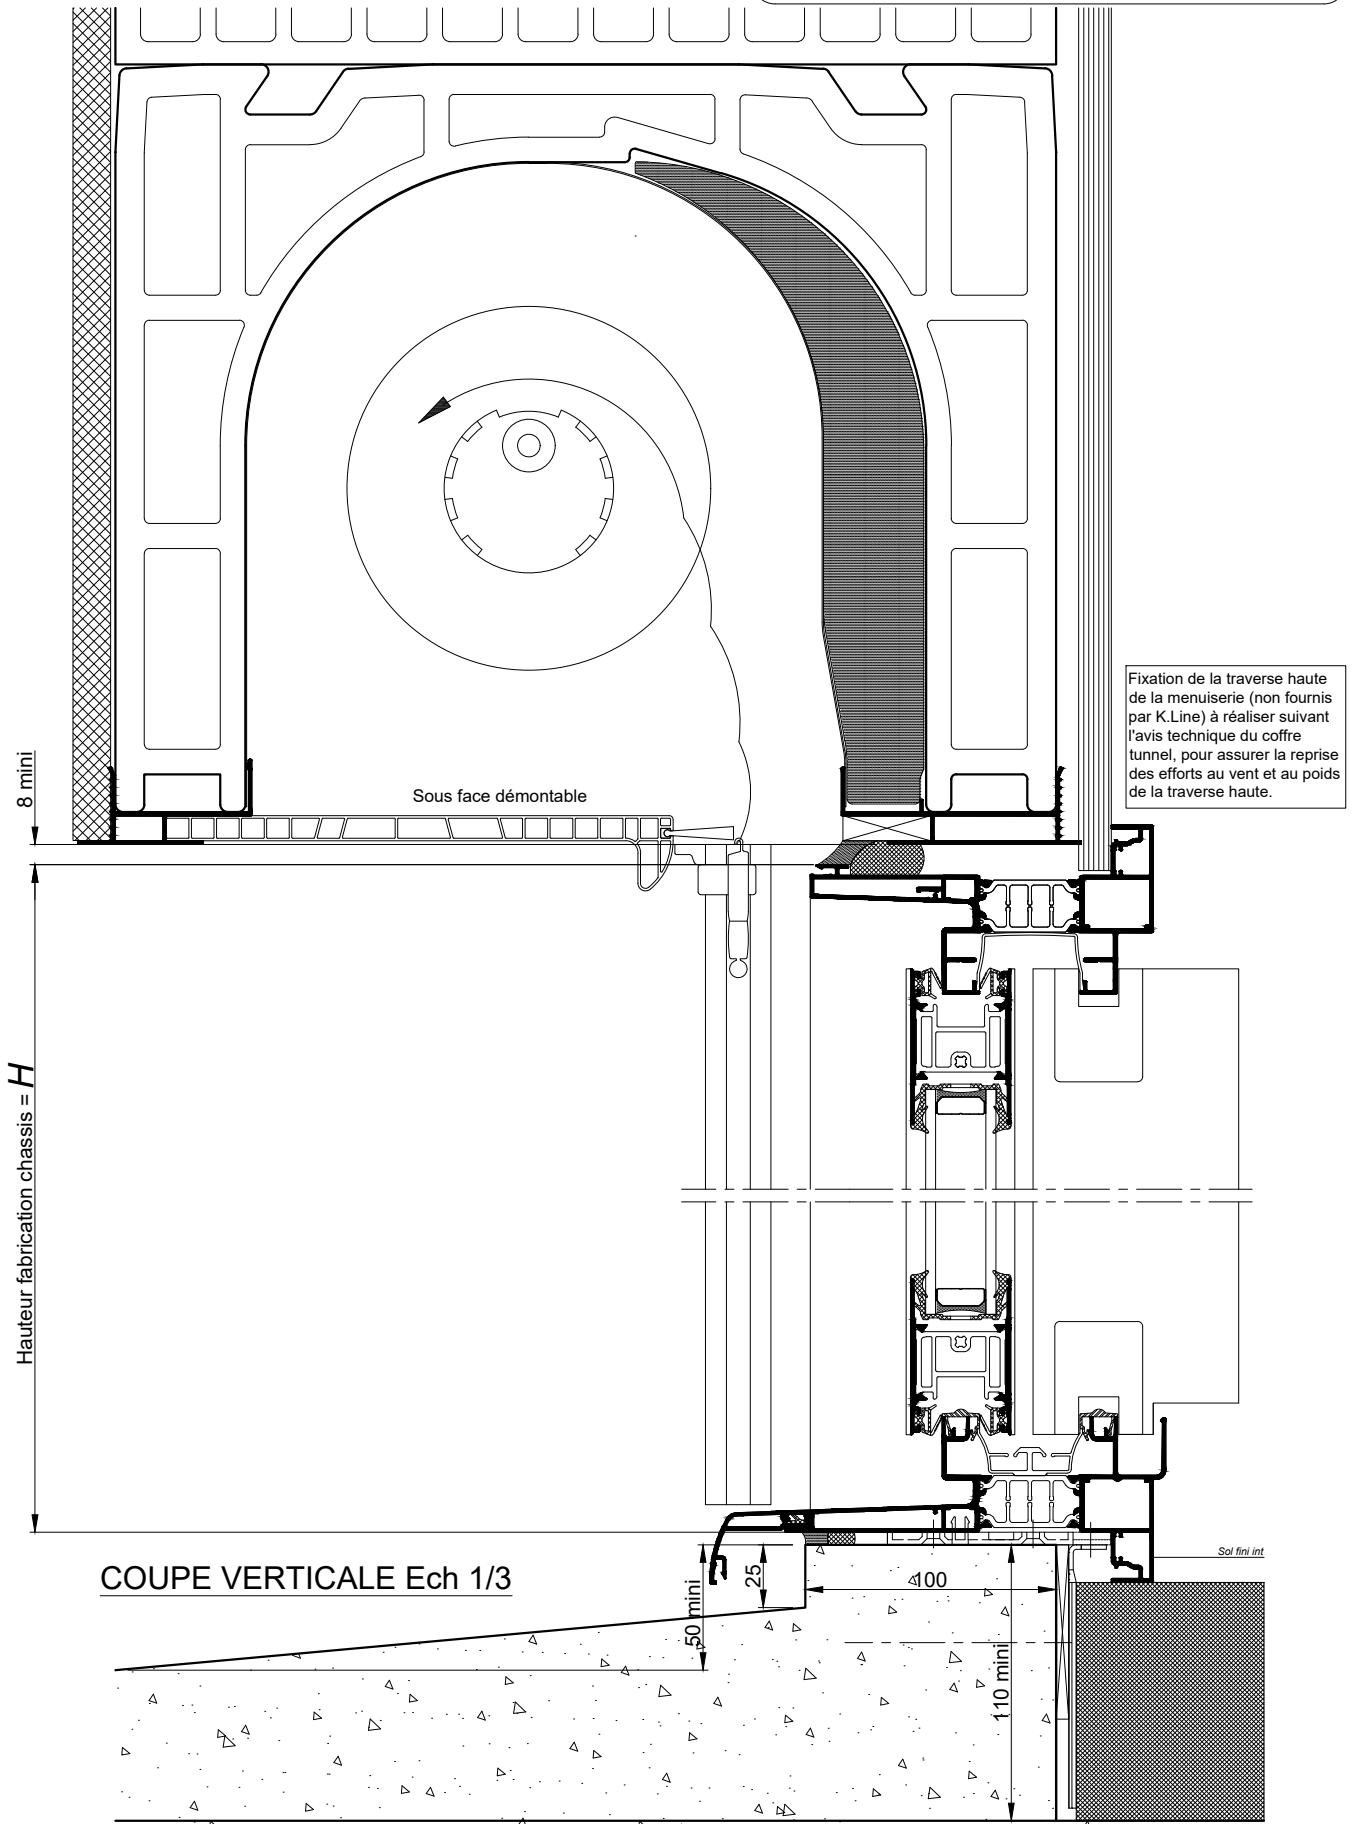 Fixation de la traverse haute
de la menuiserie (non fournis
par K.Line) à réaliser suivant
l'avis technique du coffre
tunnel, pour assurer la reprise
des efforts au vent et au poids
de la traverse haute.
8 mini
Sous face démontable
Hauteur fabrication chassis = H
COUPE VERTICALE Ech 1/3
50 mini
25
100
110 mini
Sol fini int